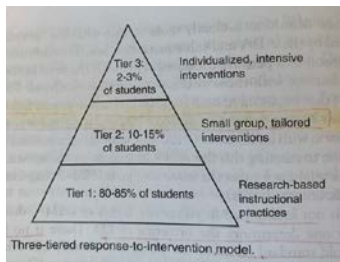 Tier 3:
2-3%
of students
Individualized, intensive
interventions
Tier 2: 10-15%
of students
Small group, tailored
interventions
Tier 1: 80-85% of students
Research-based
instructional
practices
Three-tiered response-to-intervention model.